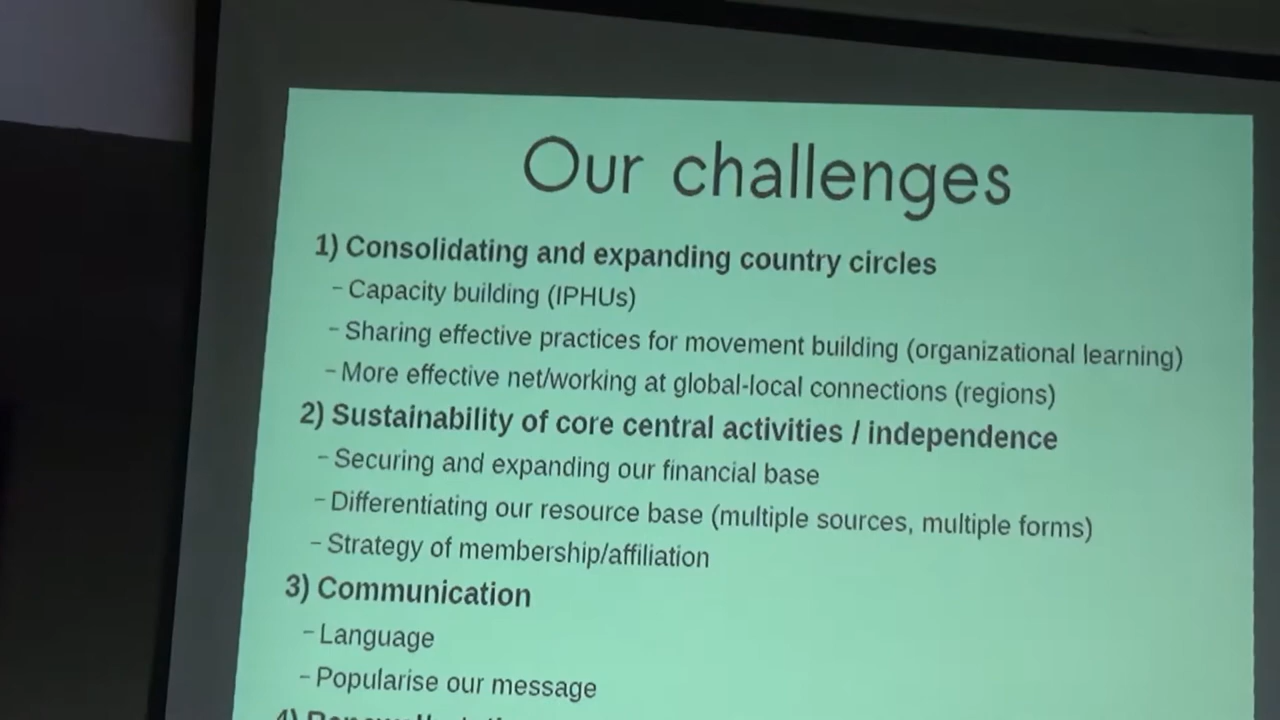 Our challenges
1) Consolidating and expanding country circles
– Capacity building (IPHUs)
– Sharing effective practices for movement building (organizational learning)
– More effective net/working at global-local connections (regions)
2) Sustainability of core central activities / independence
– Securing and expanding our financial base
– Differentiating our resource base (multiple sources, multiple forms)
– Strategy of membership/affiliation
3) Communication
– Language
– Popularise our message
4)